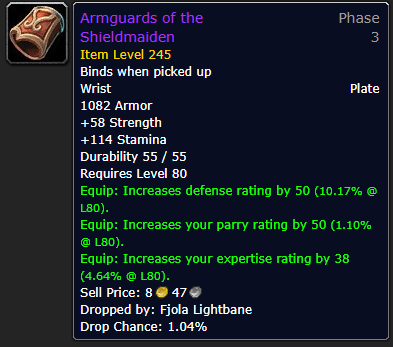 Armguards of the Phase
Shieldmaiden 3
Item Level 245
Binds when picked up
Wrist Plate
1082 Armor
+58 Strength
+114 Stamina
Durability 55 / 55
Requires Level 80
Equip: Increases defense rating by 50 (10.17% @
L80).
Equip: Increases your parry rating by 50 (1.10%
@ L80).
Equip: Increases your expertise rating by 38
(4.64% @ L80).
Sell Price: 8 47
Dropped by: Fjola Lightbane
Drop Chance: 1.04%